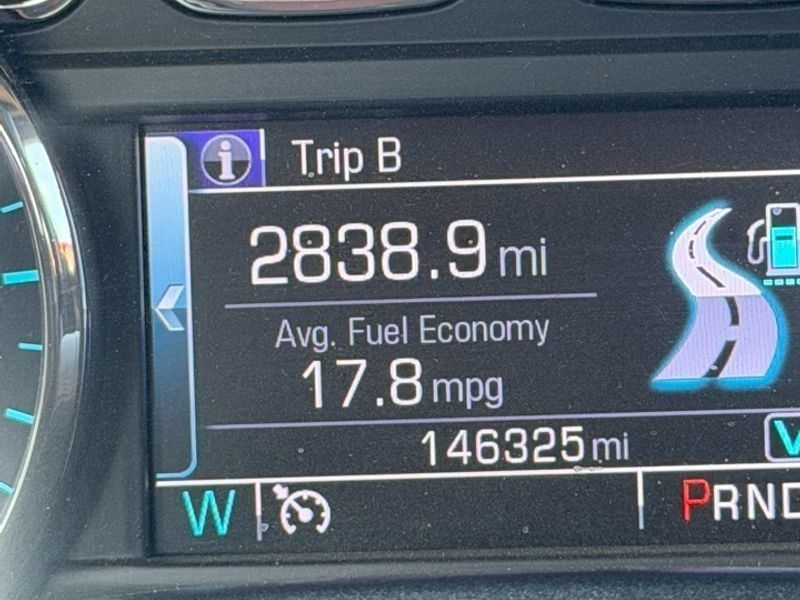 i Trip B
2838.9 mi
Avg. Fuel Economy
17.8 mpg
146325 mi
W PRND